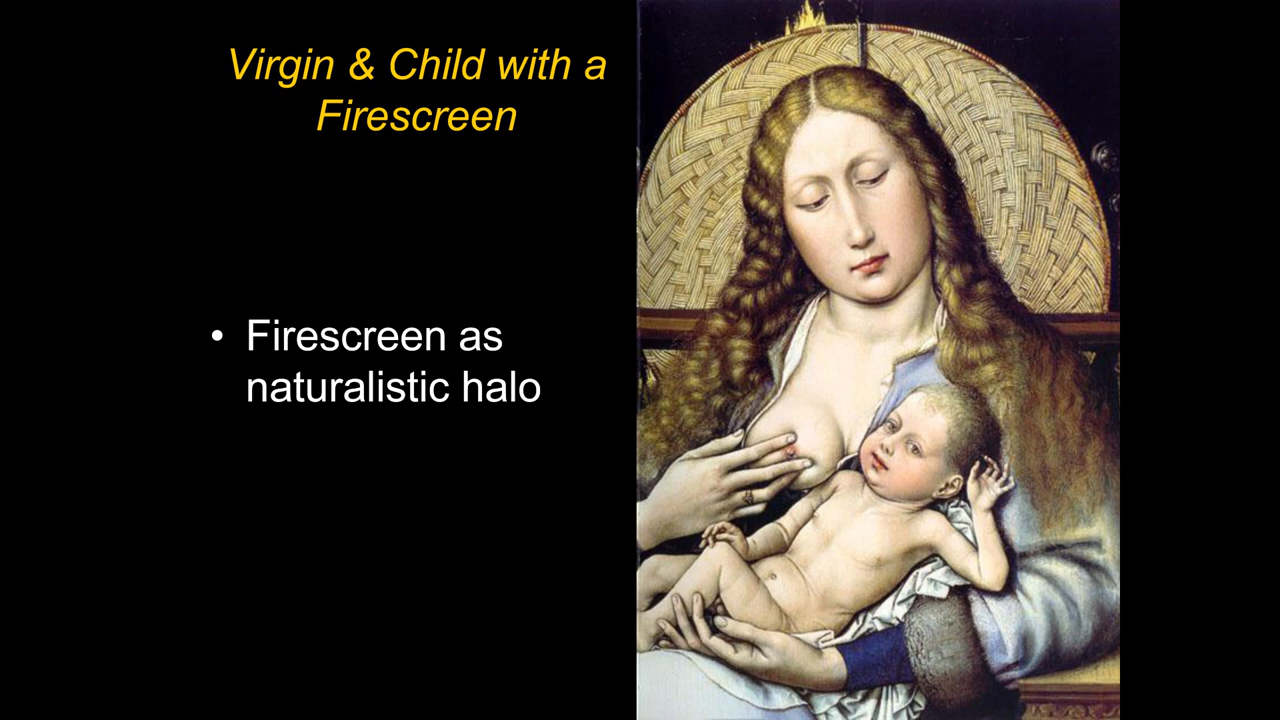 Virgin & Child with a
Firescreen
• Firescreen as
naturalistic halo